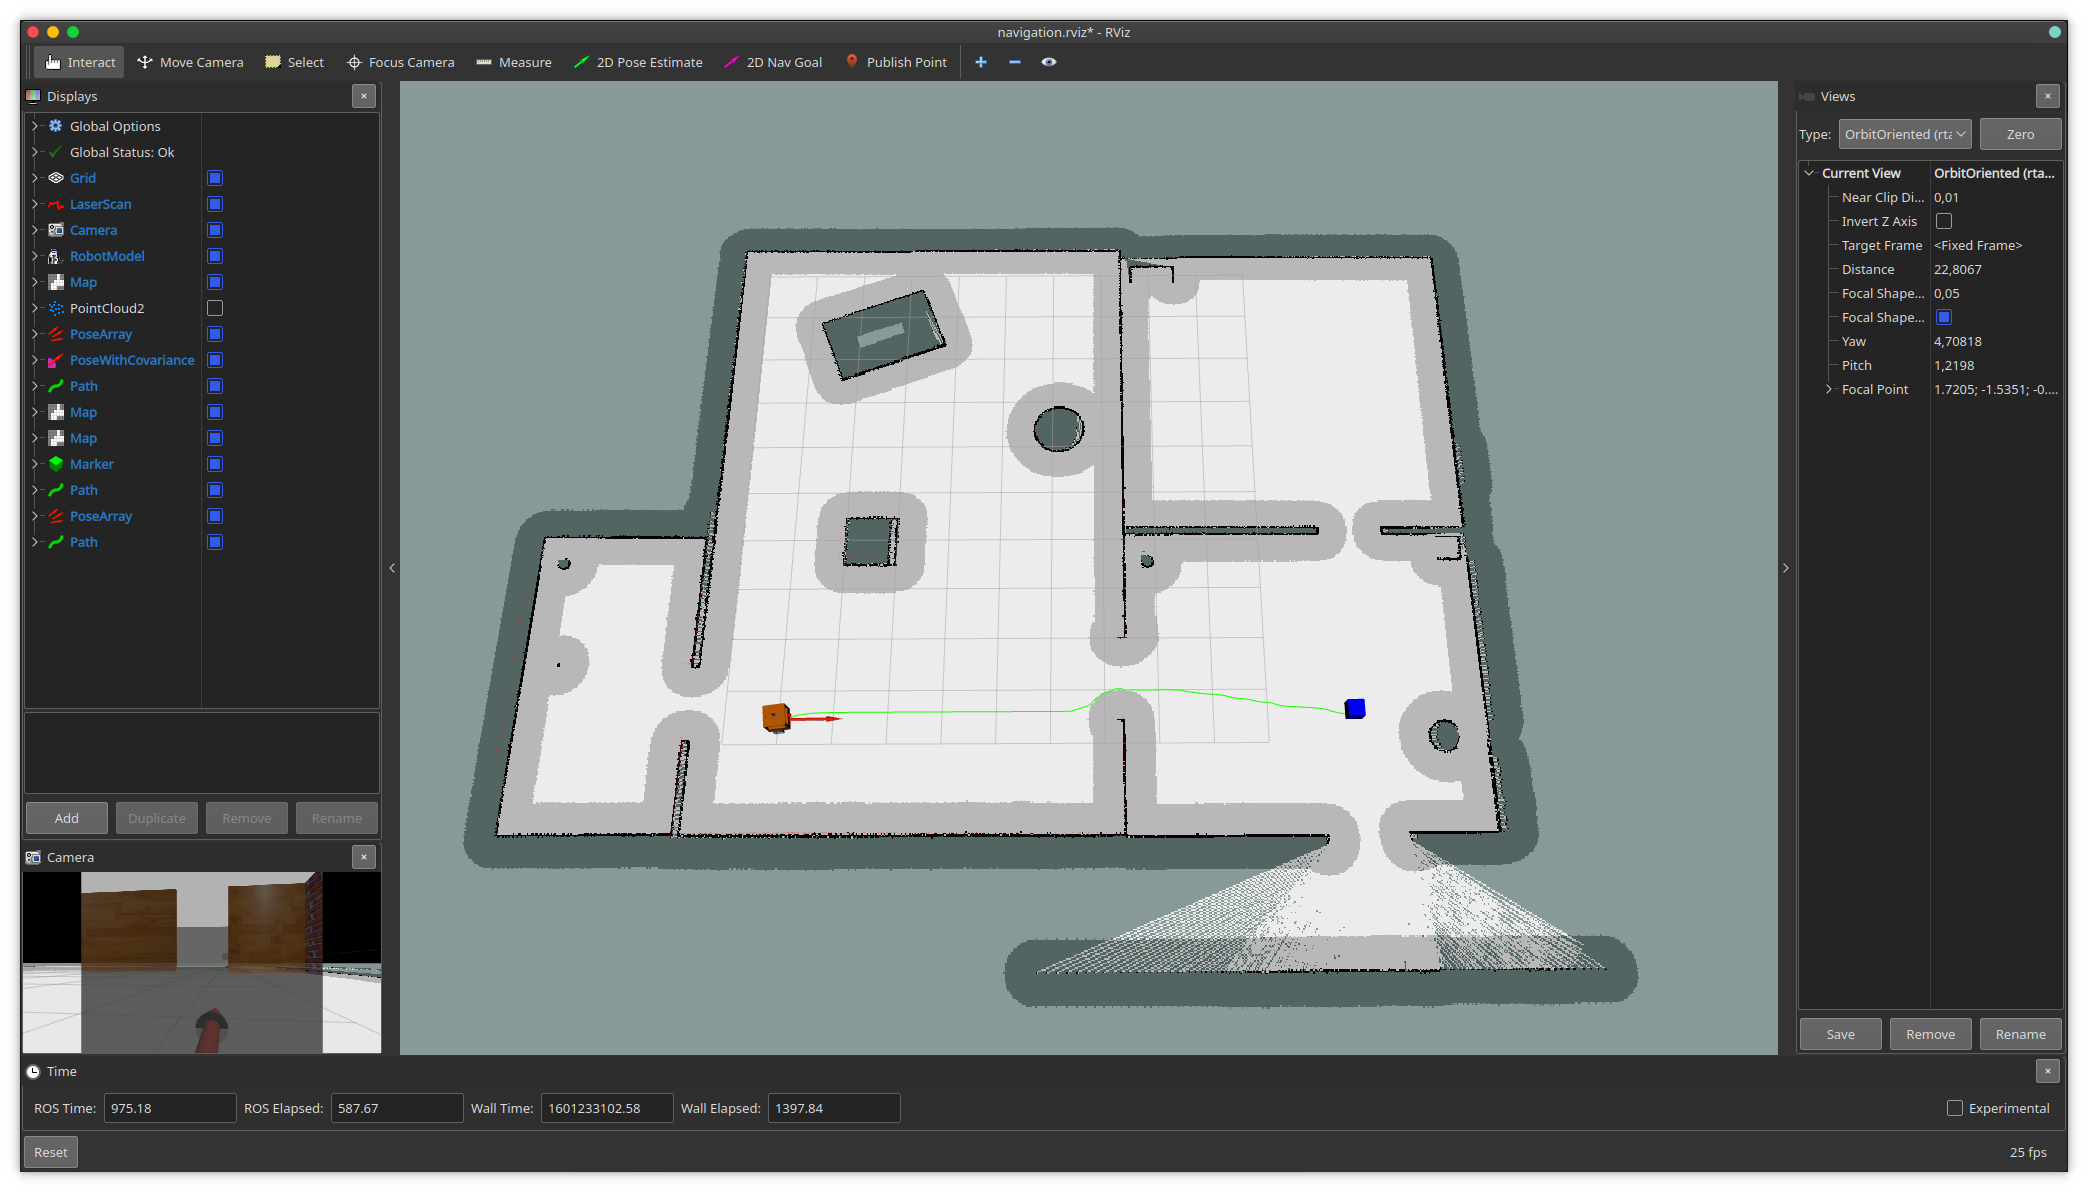 navigation.rviz* - RViz
Interact Move Camera Select Focus Camera Measure 2D Pose Estimate 2D Nav Goal Publish Point
Displays
Global Options
Global Status: Ok
Grid
LaserScan
Camera
RobotModel
Map
PointCloud2
PoseArray
PoseWithCovariance
Path
Map
Map
Marker
Path
PoseArray
Path
Add Duplicate Remove Rename
Camera
Views
Type: OrbitOriented (rta Zero
Current View OrbitOriented (rta...
Near Clip Di... 0,01
Invert Z Axis
Target Frame <Fixed Frame>
Distance 22,8067
Focal Shape... 0,05
Focal Shape...
Yaw 4,70818
Pitch 1,2198
Focal Point 1.7205; -1.5351; -0....
Save Remove Rename
Time
ROS Time: 975.18 ROS Elapsed: 587.67 Wall Time: 1601233102.58 Wall Elapsed: 1397.84 Experimental
Reset 25 fps